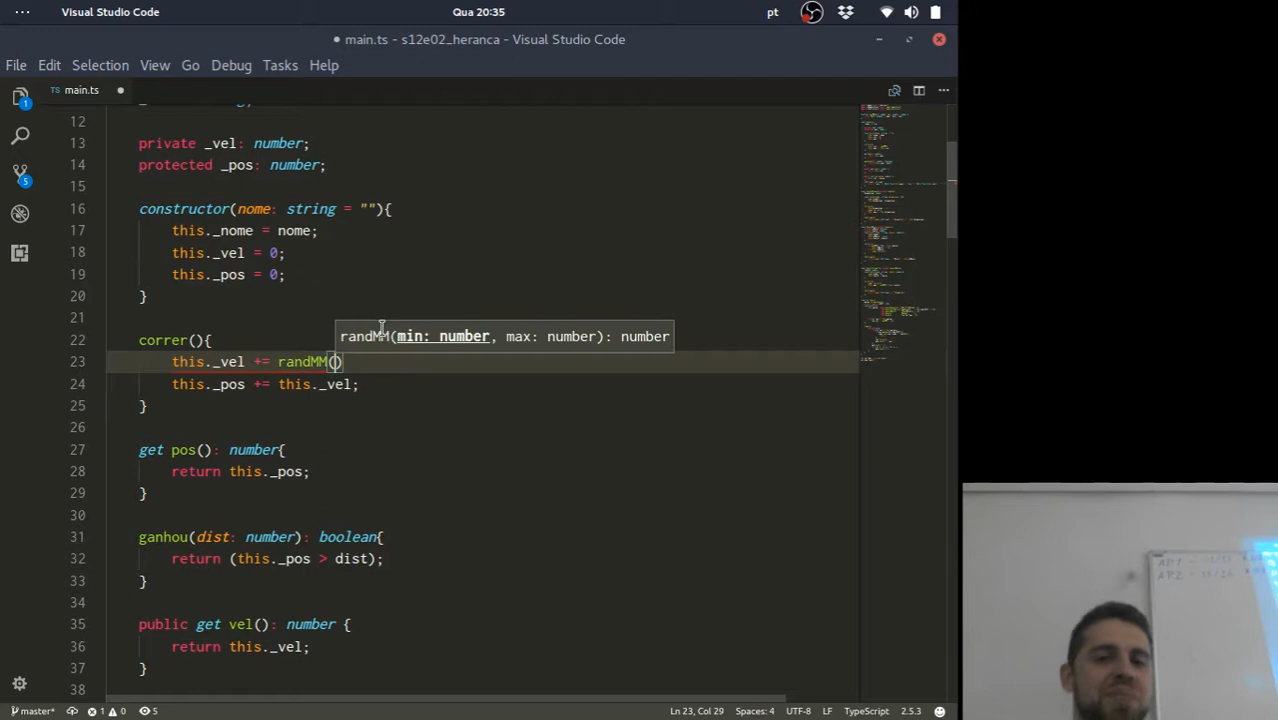 Visual Studio Code
Qua 20:35
pt
main.ts - s12e02_heranca - Visual Studio Code
File Edit Selection View Go Debug Tasks Help
TS main.ts
1
5
12
13 private _vel: number;
14 protected _pos: number;
15
16 constructor(nome: string = ""){
17 this._nome = nome;
18 this._vel = 0;
19 this._pos = 0;
20 }
21
22 correr(){
randMM(min: number, max: number): number
23 this._vel += randMM()
24 this._pos += this._vel;
25 }
26
27 get pos(): number{
28 return this._pos;
29 }
30
31 ganhou(dist: number): boolean{
32 return (this._pos > dist);
33 }
34
35 public get vel(): number {
36 return this._vel;
37 }
38
master* 1 0 5 Ln 23, Col 29 Spaces: 4 UTF-8 LF TypeScript 2.5.3